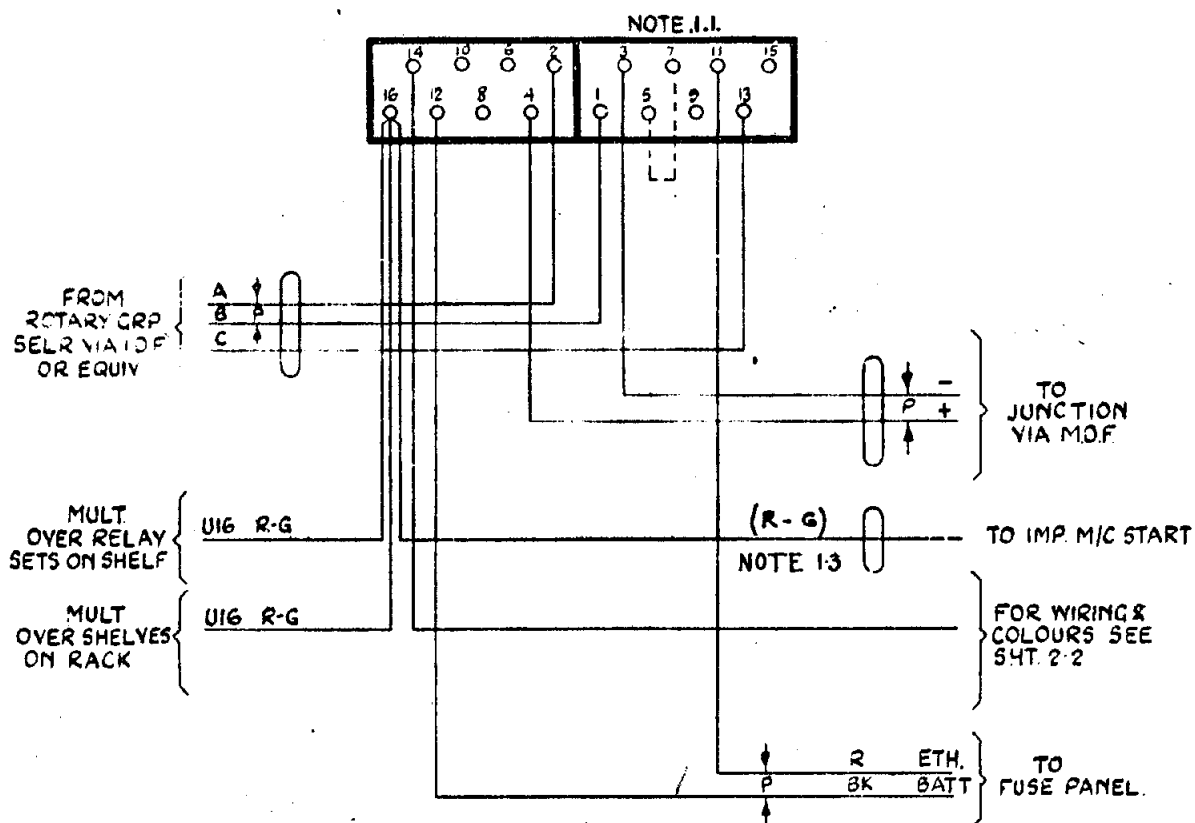 NOTE.1.1.
14 10 6 2 3 7 11 15
16 12 8 4 1 5 9 13
FROM
ROTARY GRP
SELR VIA I D F
OR EQUIV
A
B
C
P
P
-
+
TO
JUNCTION
VIA M.D.F.
MULT.
OVER RELAY
SETS ON SHELF
U16 R-G
(R-G)
NOTE 1.3
TO IMP. M/C START
MULT
OVER SHELVES
ON RACK
U16 R-G
FOR WIRING &
COLOURS SEE
SHT. 2-2
P
R ETH.
BK BATT
TO
FUSE PANEL.